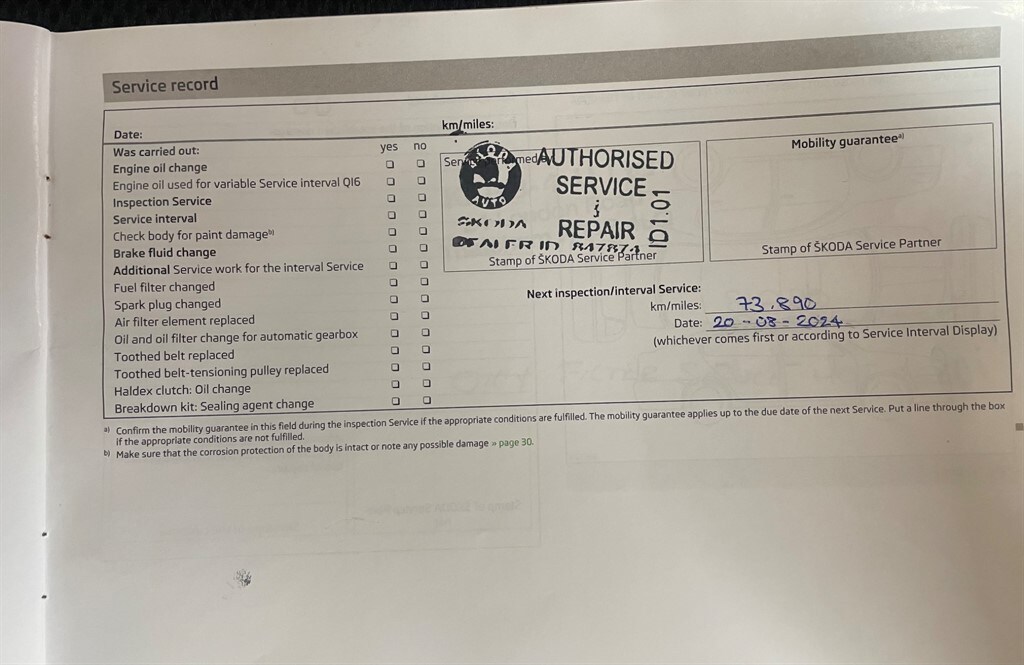 Service record
Date:
km/miles:
Was carried out:
yes no
Engine oil change
Engine oil used for variable Service interval QI6
Inspection Service
Service interval
Check body for paint damage b)
Brake fluid change
Additional Service work for the interval Service
Fuel filter changed
Spark plug changed
Air filter element replaced
Oil and oil filter change for automatic gearbox
Toothed belt replaced
Toothed belt-tensioning pulley replaced
Haldex clutch: Oil change
Breakdown kit: Sealing agent change
ŠKODA
AUTO
AUTHORISED
SERVICE
&
REPAIR
ID1.01
SKODA
DEALER ID
Stamp of ŠKODA Service Partner
Mobility guarantee a)
Stamp of ŠKODA Service Partner
Next inspection/interval Service:
km/miles: 73.890
Date: 20-08-2024
(whichever comes first or according to Service Interval Display)
a) Confirm the mobility guarantee in this field during the inspection Service if the appropriate conditions are fulfilled. The mobility guarantee applies up to the due date of the next Service. Put a line through the box
if the appropriate conditions are not fulfilled.
b) Make sure that the corrosion protection of the body is intact or note any possible damage » page 30.